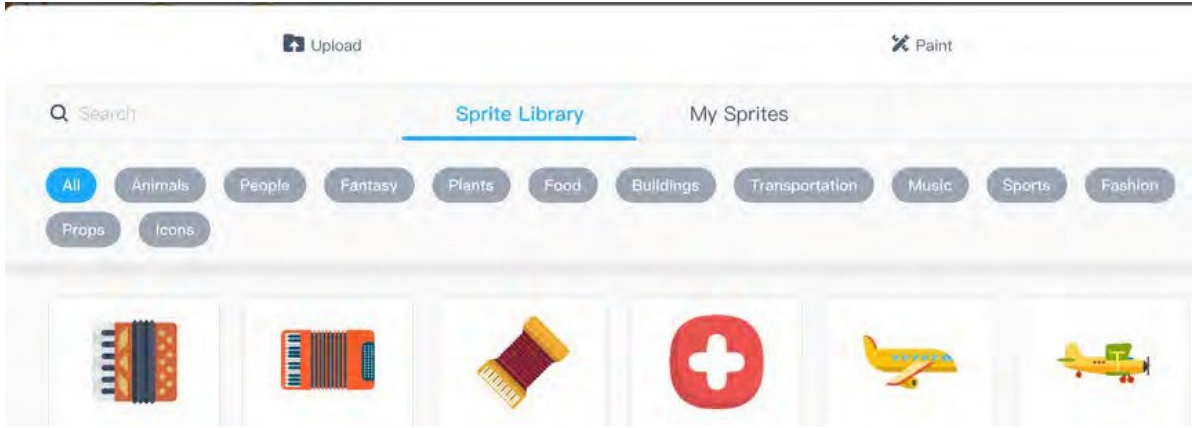 Upload Paint
Search Sprite Library My Sprites
All Animals People Fantasy Plants Food Buildings Transportation Music Sports Fashion
Props Icons